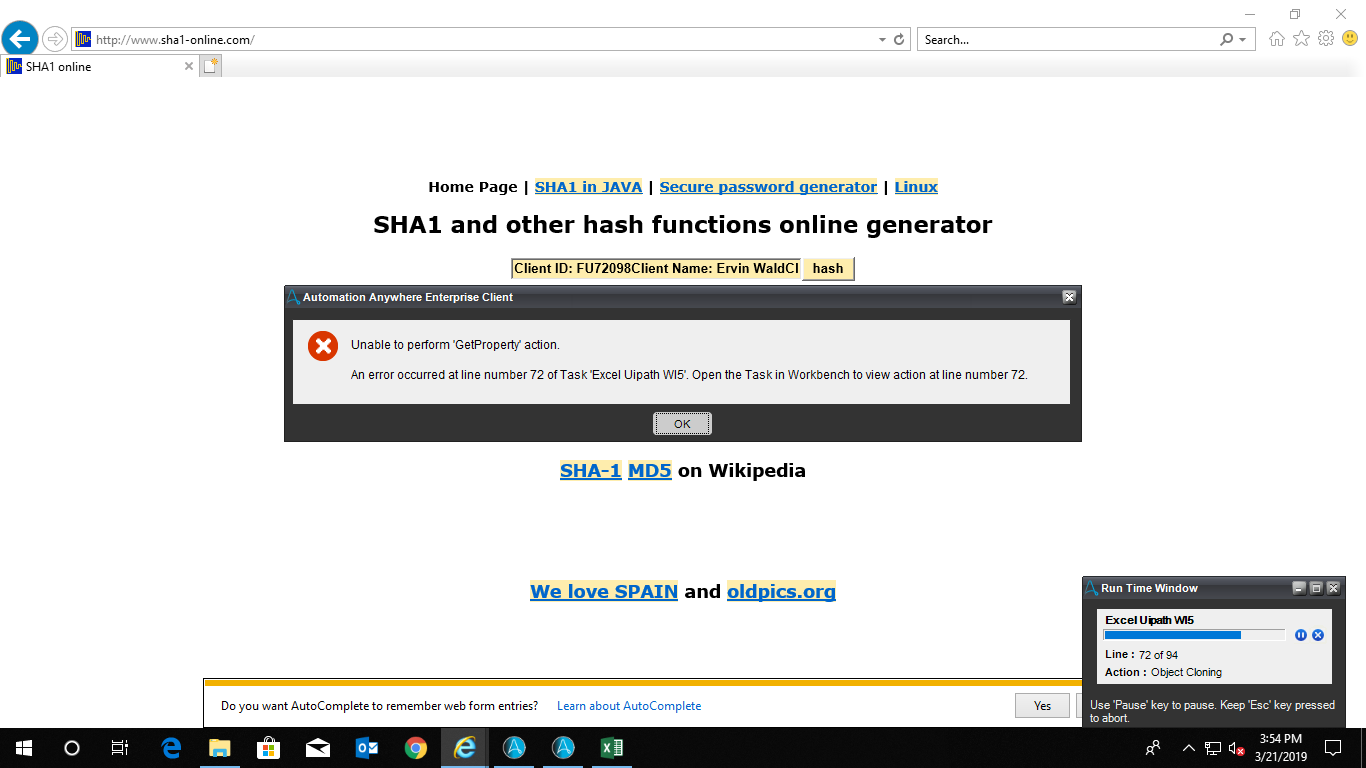 http://www.sha1-online.com/
Search...
SHA1 online
Home Page | SHA1 in JAVA | Secure password generator | Linux
SHA1 and other hash functions online generator
Client ID: FU72098Client Name: Ervin WaldCl
hash
Automation Anywhere Enterprise Client
Unable to perform 'GetProperty' action.
An error occurred at line number 72 of Task 'Excel Uipath WI5'. Open the Task in Workbench to view action at line number 72.
OK
SHA-1 MD5 on Wikipedia
We love SPAIN and oldpics.org
Run Time Window
Excel Uipath WI5
Line : 72 of 94
Action : Object Cloning
Use 'Pause' key to pause. Keep 'Esc' key pressed
to abort.
Do you want AutoComplete to remember web form entries? Learn about AutoComplete
Yes
3:54 PM
3/21/2019